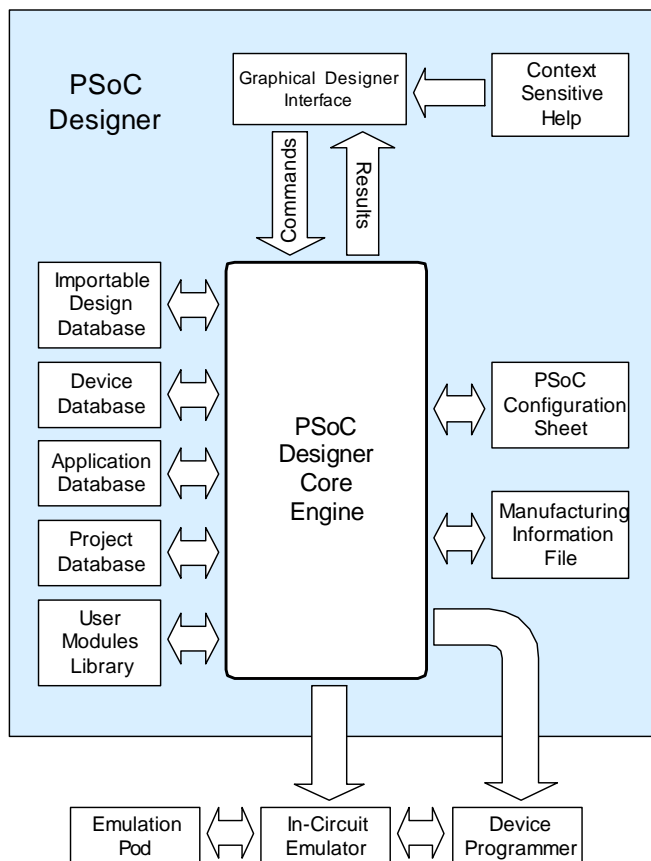 PSoC
Designer
Graphical Designer
Interface
Context
Sensitive
Help
Commands
Results
Importable
Design
Database
Device
Database
Application
Database
Project
Database
User
Modules
Library
PSoC
Designer
Core
Engine
PSoC
Configuration
Sheet
Manufacturing
Information
File
Emulation
Pod
In-Circuit
Emulator
Device
Programmer